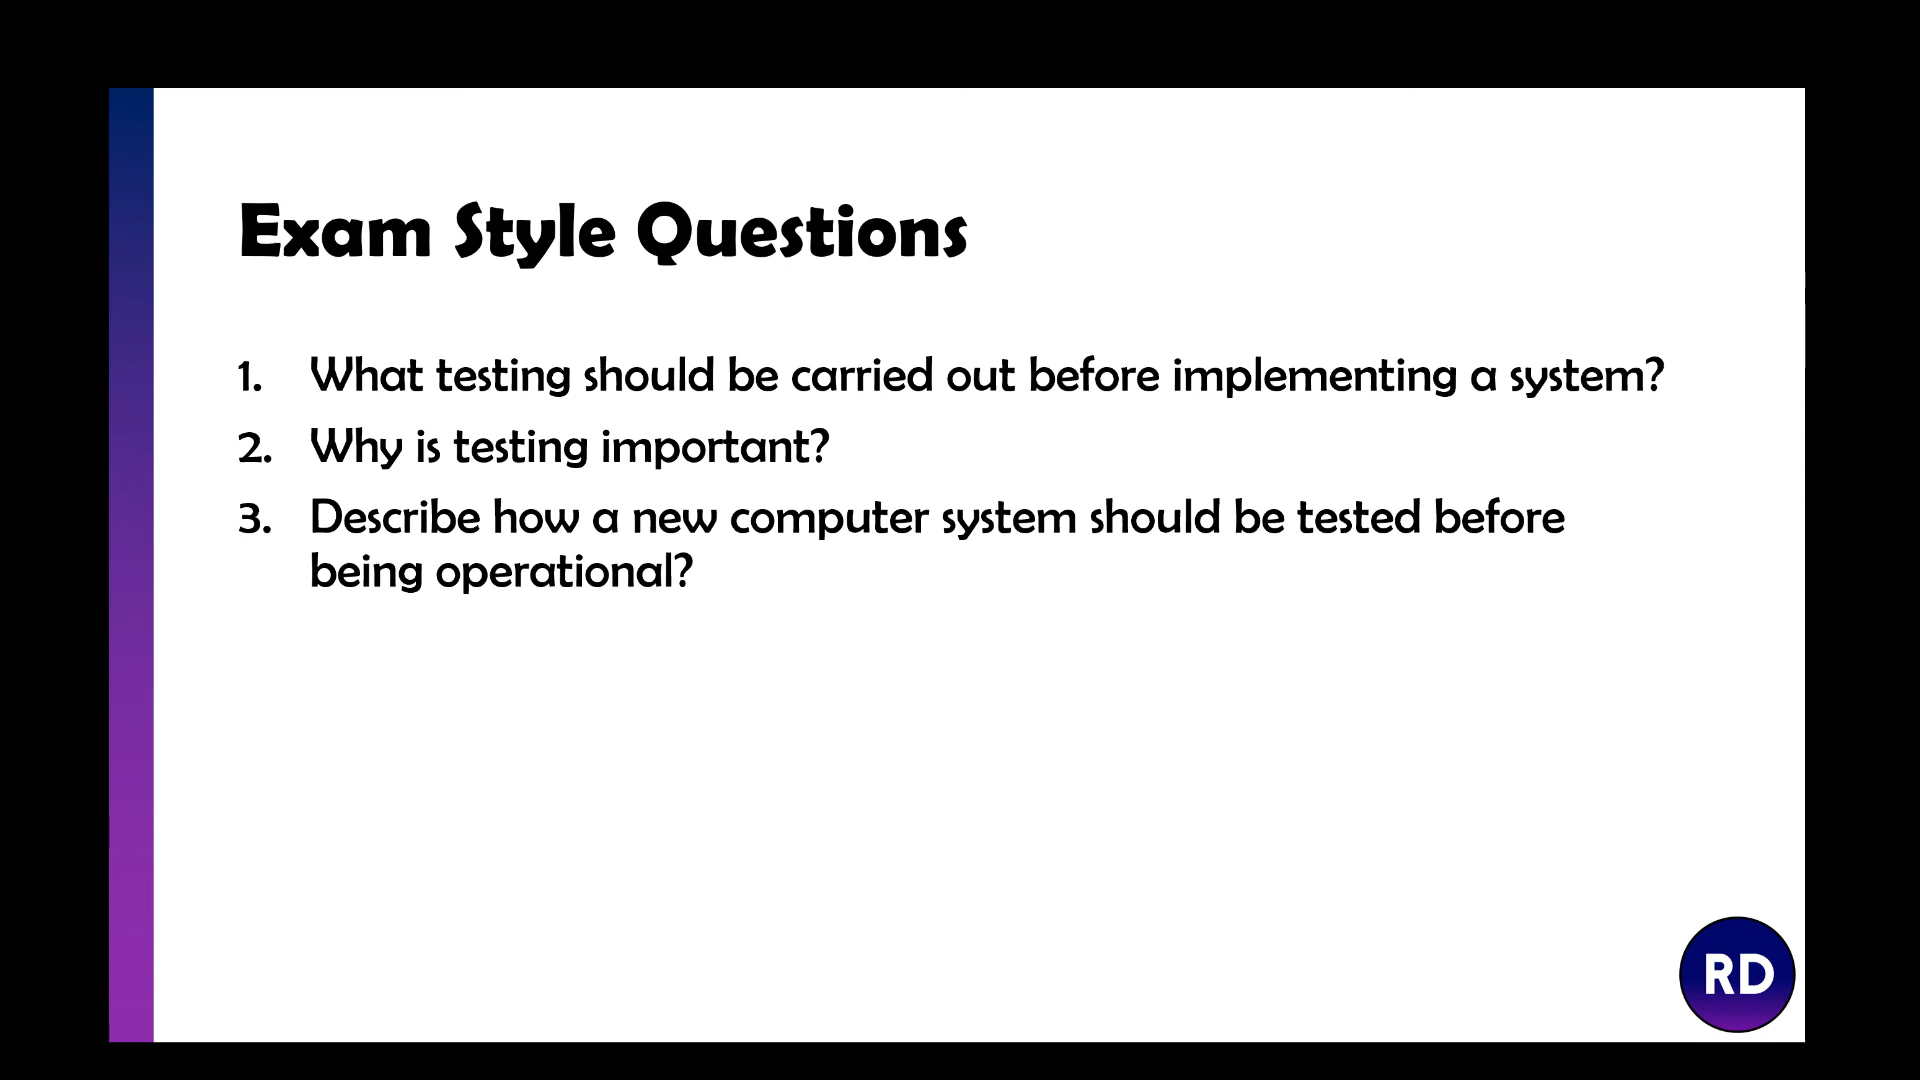 Exam Style Questions
1. What testing should be carried out before implementing a system?
2. Why is testing important?
3. Describe how a new computer system should be tested before
being operational?
RD